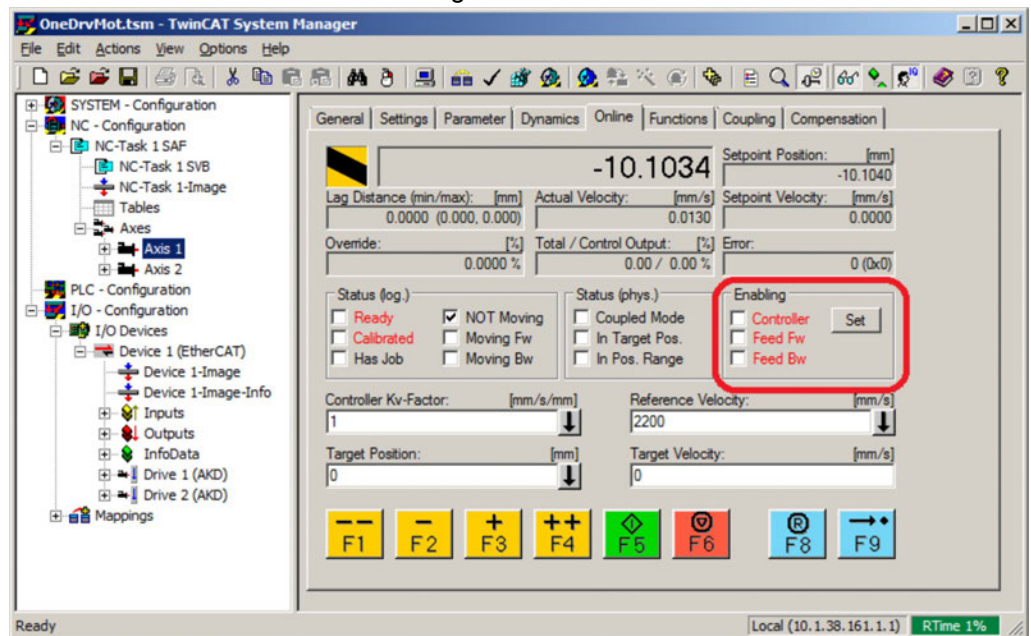 OneDrvMot.tsm - TwinCAT System Manager
File Edit Actions View Options Help
SYSTEM - Configuration
NC - Configuration
NC-Task 1 SAF
NC-Task 1 SVB
NC-Task 1-Image
Tables
Axes
Axis 1
Axis 2
PLC - Configuration
I/O - Configuration
I/O Devices
Device 1 (EtherCAT)
Device 1-Image
Device 1-Image-Info
Inputs
Outputs
InfoData
Drive 1 (AKD)
Drive 2 (AKD)
Mappings
General Settings Parameter Dynamics Online Functions Coupling Compensation
-10.1034
Setpoint Position: [mm]
-10.1040
Lag Distance (min/max): [mm] Actual Velocity: [mm/s] Setpoint Velocity: [mm/s]
0.0000 (0.000, 0.000) 0.0130 0.0000
Override: [%] Total / Control Output: [%] Error:
0.0000 % 0.00 / 0.00 % 0 (0x0)
Status (log.) Status (phys.) Enabling
Ready NOT Moving Coupled Mode Controller Set
Calibrated Moving Fw In Target Pos. Feed Fw
Has Job Moving Bw In Pos. Range Feed Bw
Controller Kv-Factor: [mm/s/mm] Reference Velocity: [mm/s]
1 2200
Target Position: [mm] Target Velocity: [mm/s]
0 0
-- - + ++ R
F1 F2 F3 F4 F5 F6 F8 F9
Ready Local (10.1.38.161.1.1) RTime 1%